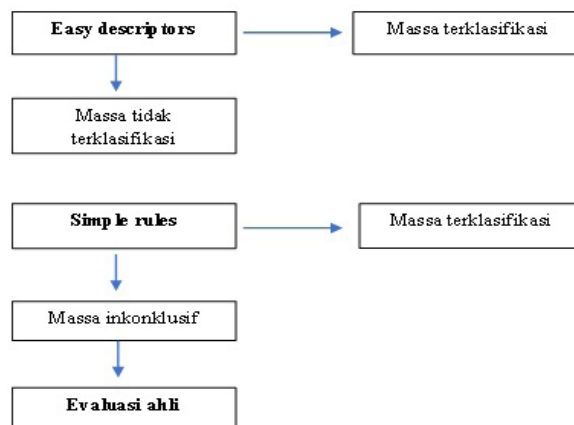 Easy descriptors
Massa terklasifikasi
Massa tidak
terklasifikasi
Simple rules
Massa terklasifikasi
Massa inkonklusif
Evaluasi ahli